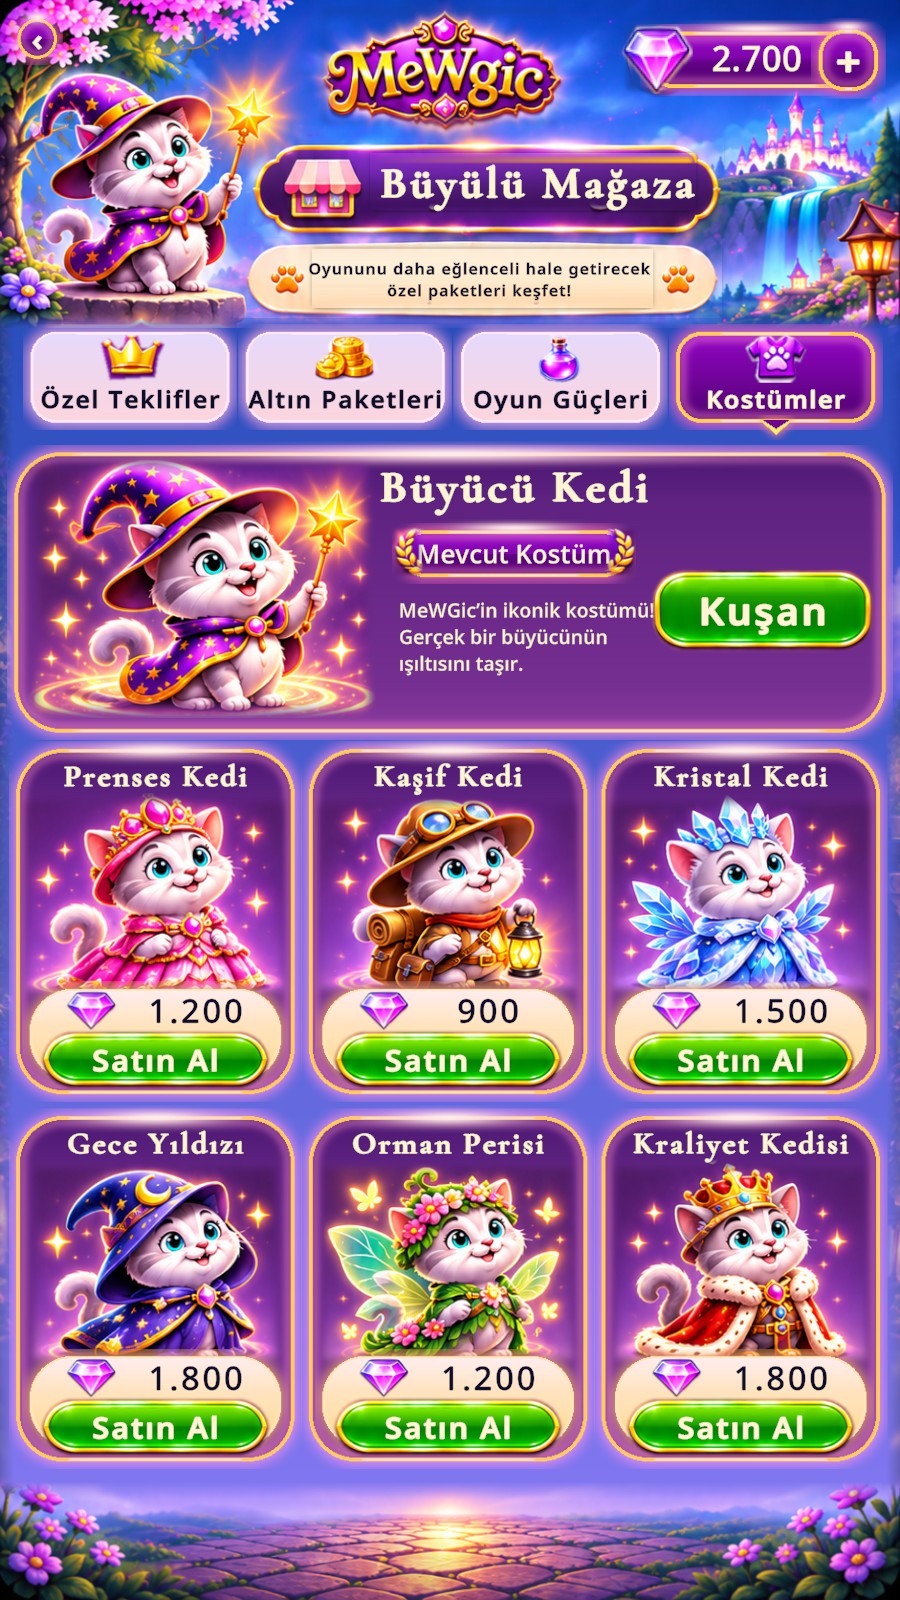 MeWgic
2.700
+
Büyülü Mağaza
Oyununu daha eğlenceli hale getirecek
özel paketleri keşfet!
Özel Teklifler
Altın Paketleri
Oyun Güçleri
Kostümler
Büyücü Kedi
Mevcut Kostüm
MeWGic’in ikonik kostümü!
Gerçek bir büyücünün
ışıltısını taşır.
Kuşan
Prenses Kedi
Kaşif Kedi
Kristal Kedi
1.200
900
1.500
Satın Al
Satın Al
Satın Al
Gece Yıldızı
Orman Perisi
Kraliyet Kedisi
1.800
1.200
1.800
Satın Al
Satın Al
Satın Al